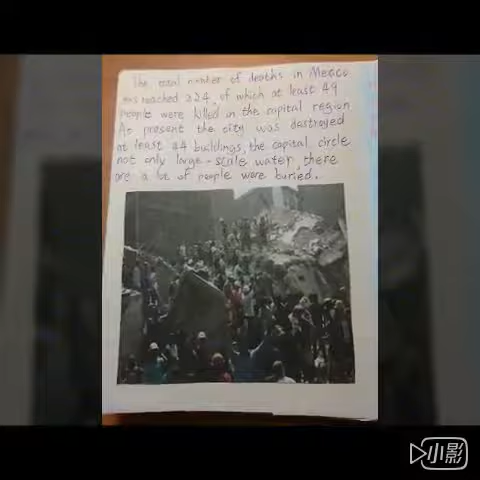 The total number of deaths in Mexico
has reached 224, of which at least 49
people were killed in the capital region
At present the city was destroyed
at least 44 buildings, the capital circle
not only large-scale water, there
are a lot of people were buried.
小影